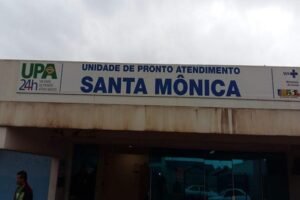 UPA
24h
UNIDADE DE PRONTO ATENDIMENTO
SANTA MÔNICA